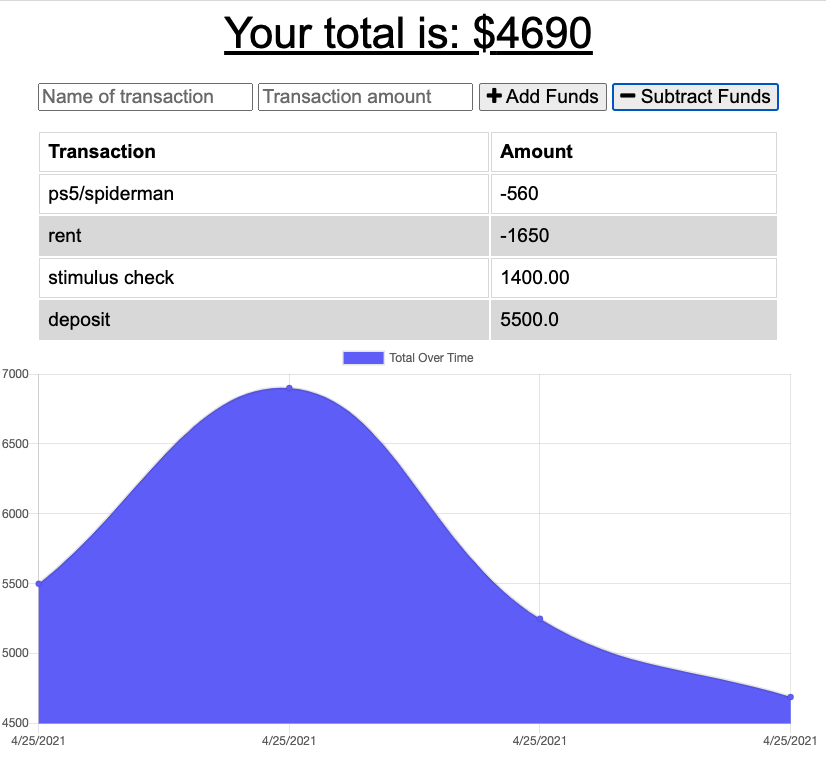 Your total is: $4690
Name of transaction Transaction amount + Add Funds − Subtract Funds
Transaction Amount
ps5/spiderman -560
rent -1650
stimulus check 1400.00
deposit 5500.0
Total Over Time
7000
6500
6000
5500
5000
4500
4/25/2021 4/25/2021 4/25/2021 4/25/2021